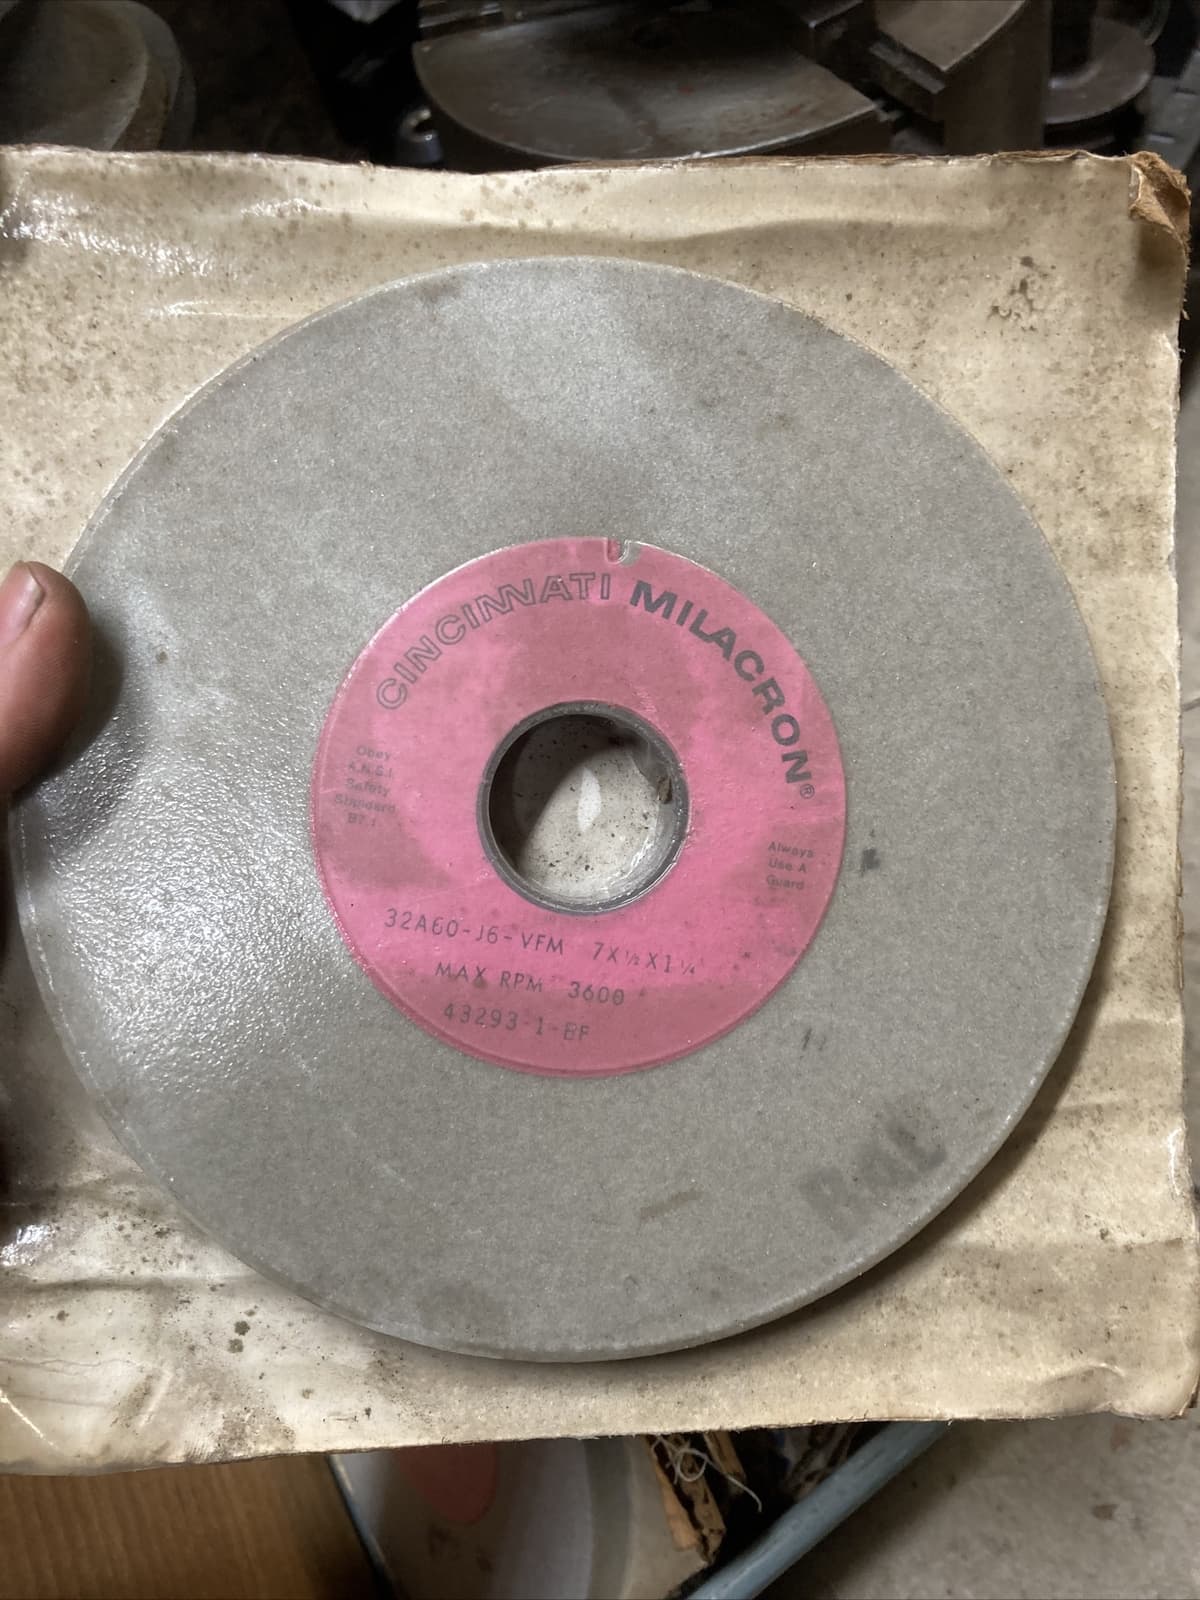 CINCINNATI MILACRON®
Obey
A.N.S.I.
Safety
Standard
B7.1
Always
Use A
Guard
32A60-J6-VFM 7X½X1¼
MAX RPM 3600
43293-1-BF